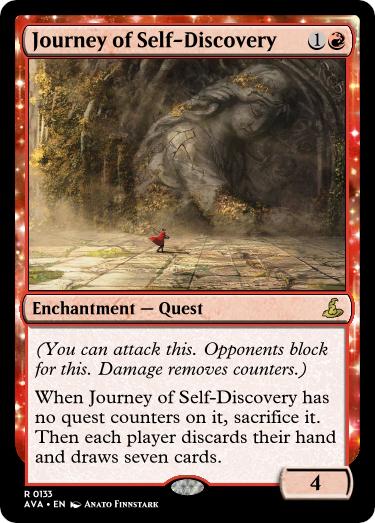 Journey of Self-Discovery 1
Enchantment — Quest
(You can attack this. Opponents block
for this. Damage removes counters.)
When Journey of Self-Discovery has
no quest counters on it, sacrifice it.
Then each player discards their hand
and draws seven cards.
4
R 0133
AVA • EN Anato Finnstark